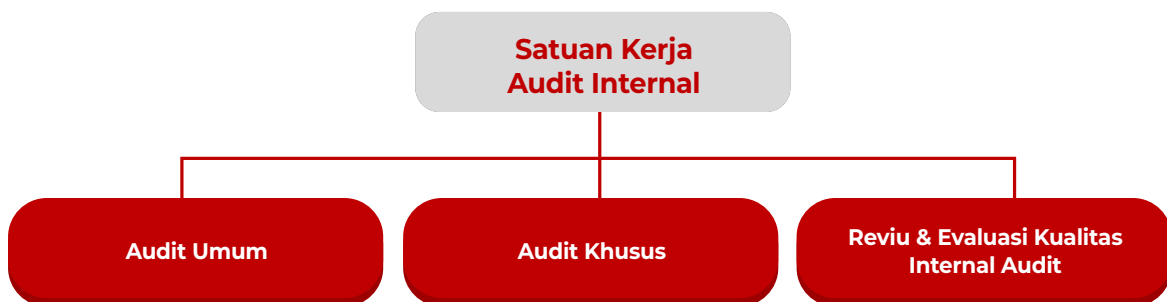 Satuan Kerja
Audit Internal
Audit Umum
Audit Khusus
Reviu & Evaluasi Kualitas
Internal Audit